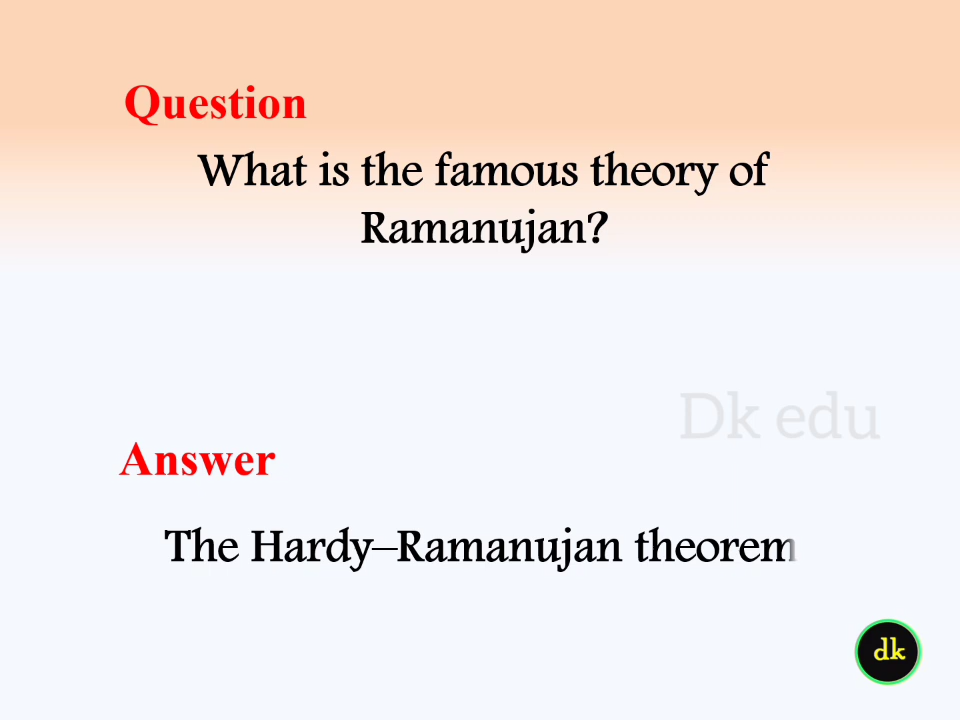 Question
What is the famous theory of
Ramanujan?
Dk edu
Answer
The Hardy–Ramanujan theorem
dk